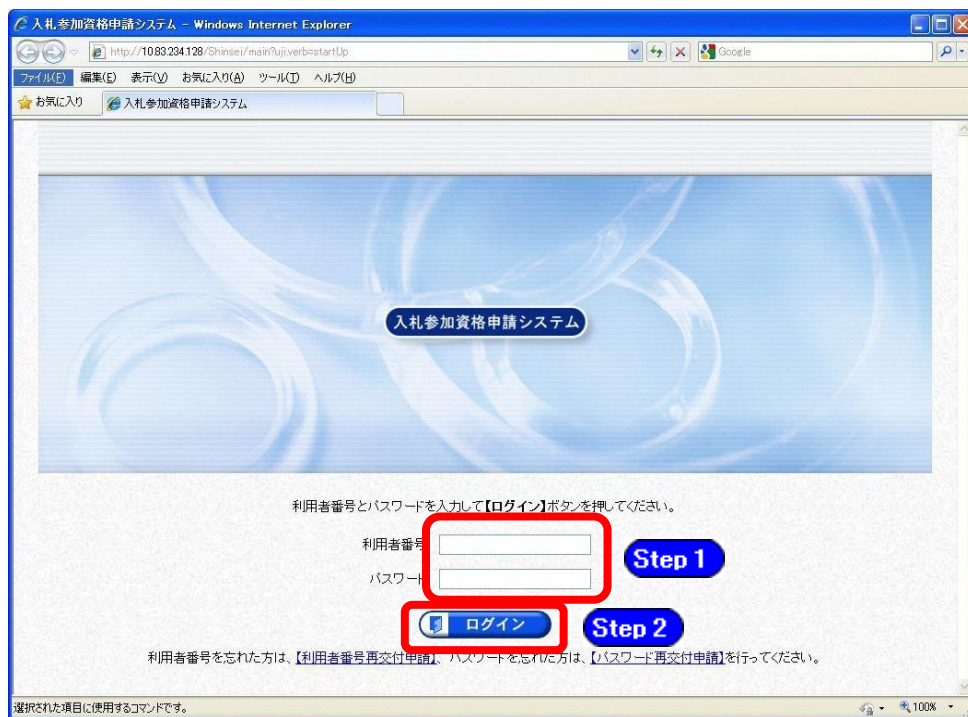 入札参加資格申請システム - Windows Internet Explorer
http://10.83.234.128/Shinsei/main?uji.verb=startUp
Google
ファイル(F) 編集(E) 表示(V) お気に入り(A) ツール(T) ヘルプ(H)
お気に入り 入札参加資格申請システム
入札参加資格申請システム
利用者番号とパスワードを入力して【ログイン】ボタンを押してください。
利用者番号
Step 1
パスワード
ログイン
Step 2
利用者番号を忘れた方は、【利用者番号再交付申請】、パスワードを忘れた方は、【パスワード再交付申請】を行ってください。
選択された項目に使用するコマンドです。
100%